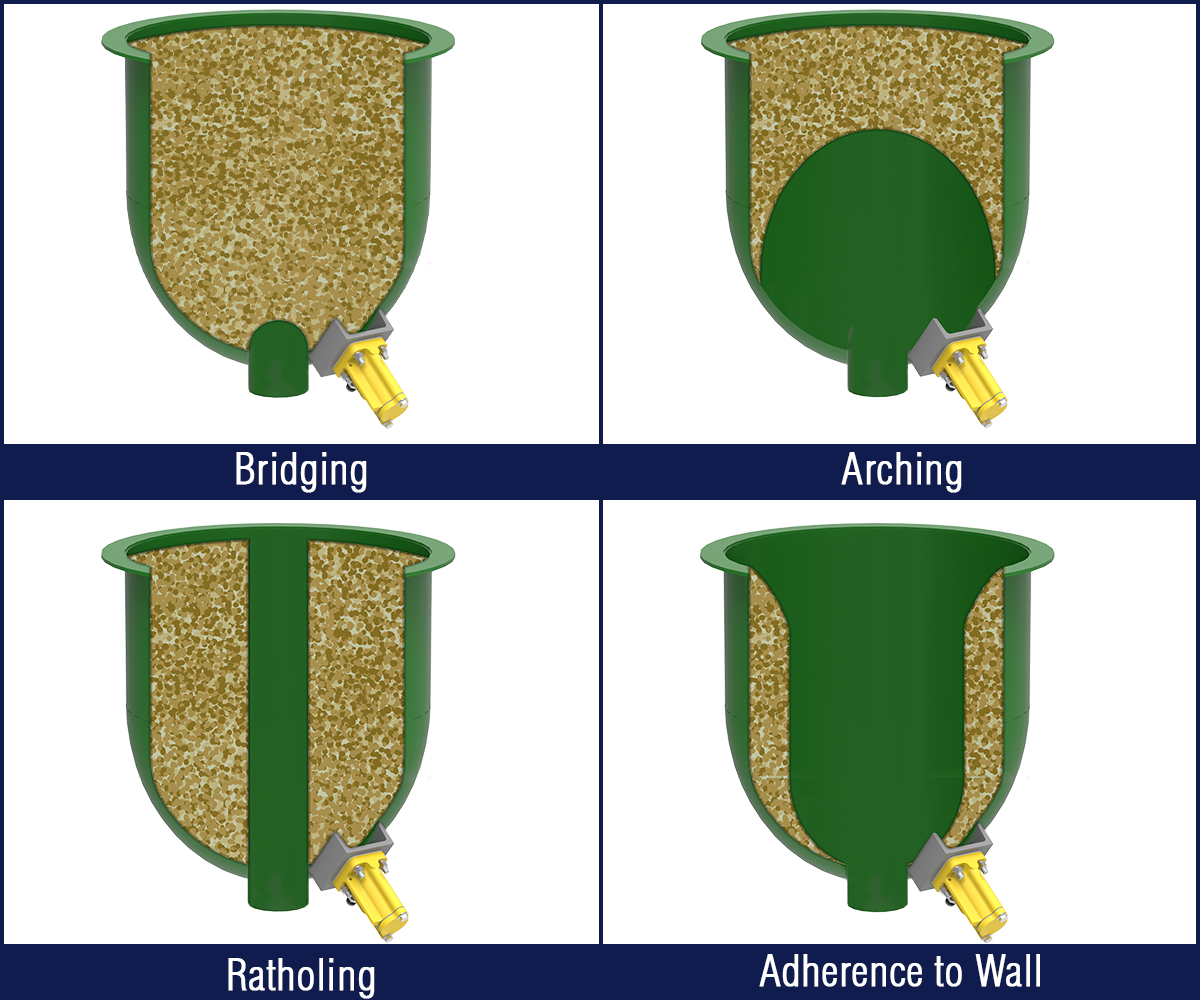 Bridging
Arching
Ratholing
Adherence to Wall